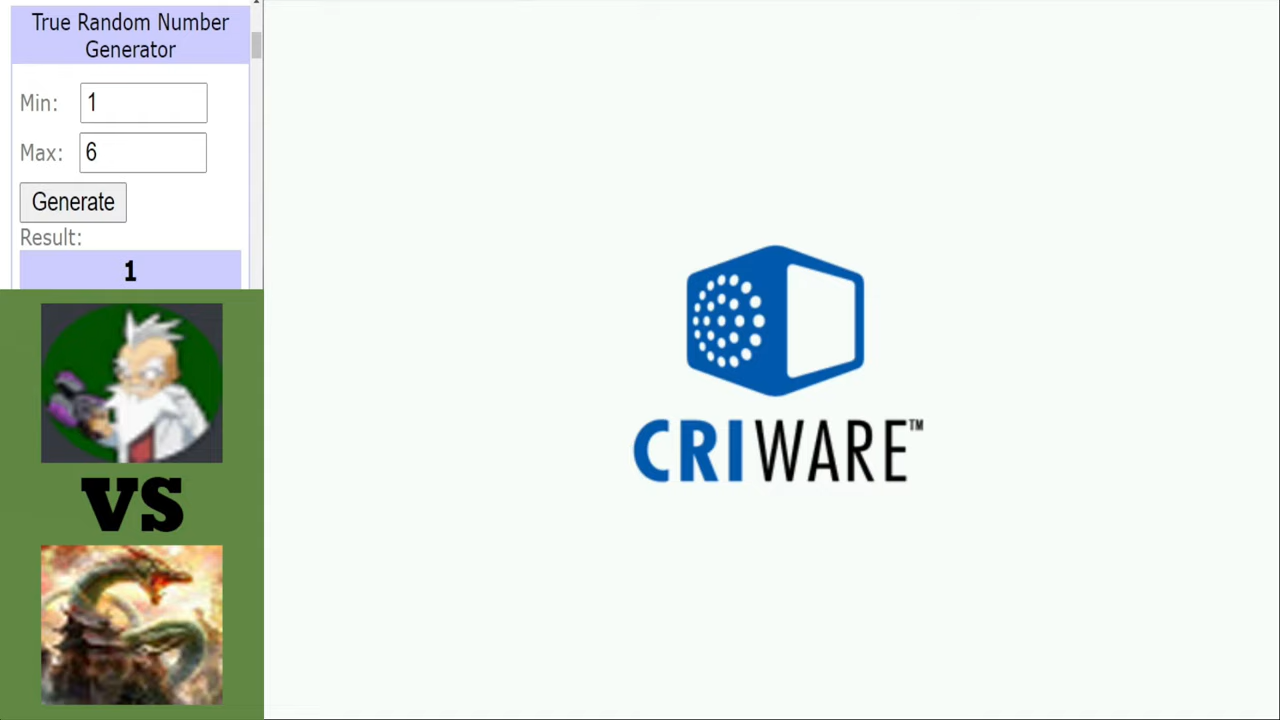 True Random Number
Generator
Min: 1
Max: 6
Generate
Result:
1
VS
CRIWARE™